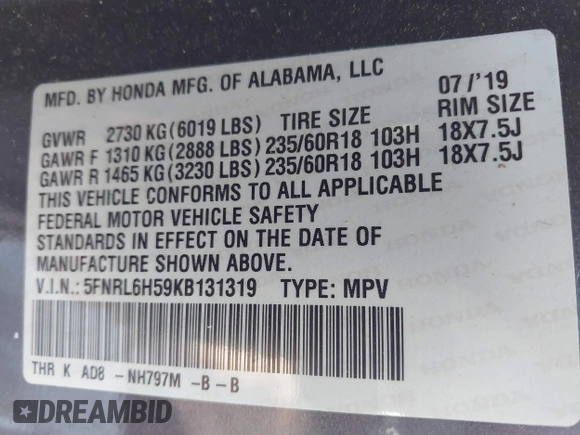 MFD. BY HONDA MFG. OF ALABAMA, LLC
07/'19
GVWR 2730 KG(6019 LBS) TIRE SIZE RIM SIZE
GAWR F 1310 KG(2888 LBS)235/60R18 103H 18X7.5J
GAWR R 1465 KG(3230 LBS)235/60R18 103H 18X7.5J
THIS VEHICLE CONFORMS TO ALL APPLICABLE
FEDERAL MOTOR VEHICLE SAFETY
STANDARDS IN EFFECT ON THE DATE OF
MANUFACTURE SHOWN ABOVE.
V.I.N.: 5FNRL6H59KB131319 TYPE: MPV
THR K AD8 -NH797M -B-B
DREAMBID